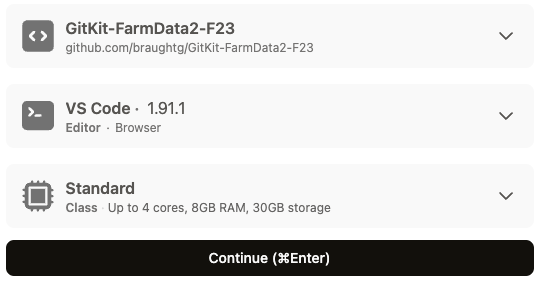 GitKit-FarmData2-F23
github.com/braughtg/GitKit-FarmData2-F23
VS Code · 1.91.1
Editor · Browser
Standard
Class · Up to 4 cores, 8GB RAM, 30GB storage
Continue (⌘Enter)